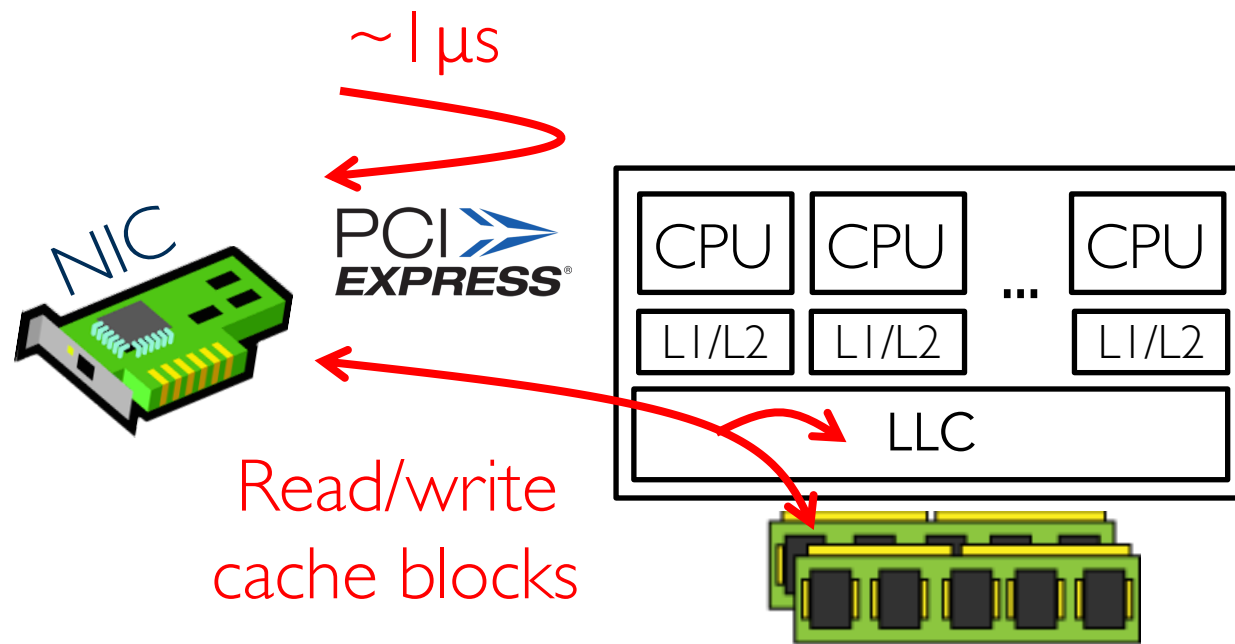 ~1µs
NIC
PCI
EXPRESS®
CPU CPU ... CPU
L1/L2 L1/L2 L1/L2
LLC
Read/write
cache blocks